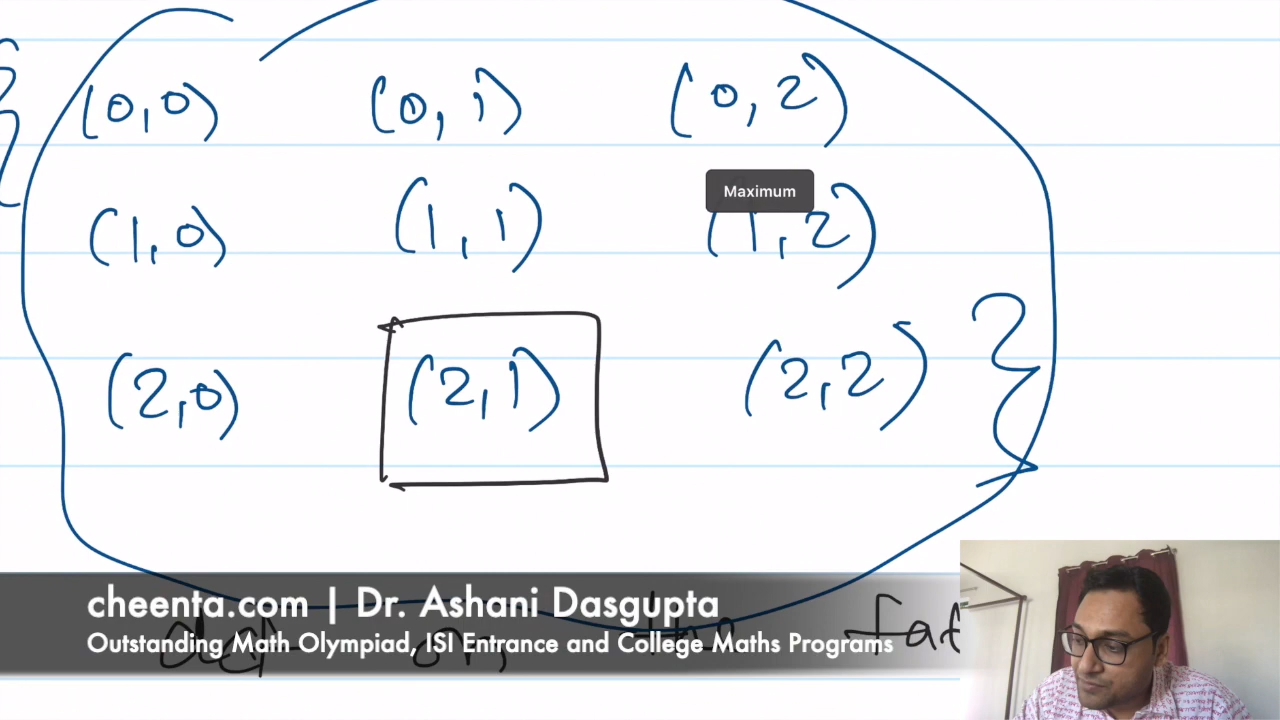 (0,0) (0,1) (0,2)
Maximum
(1,0) (1,1) (1,2)
(2,0) (2,1) (2,2)
cheenta.com | Dr. Ashani Dasgupta
Outstanding Math Olympiad, ISI Entrance and College Maths Programs
the